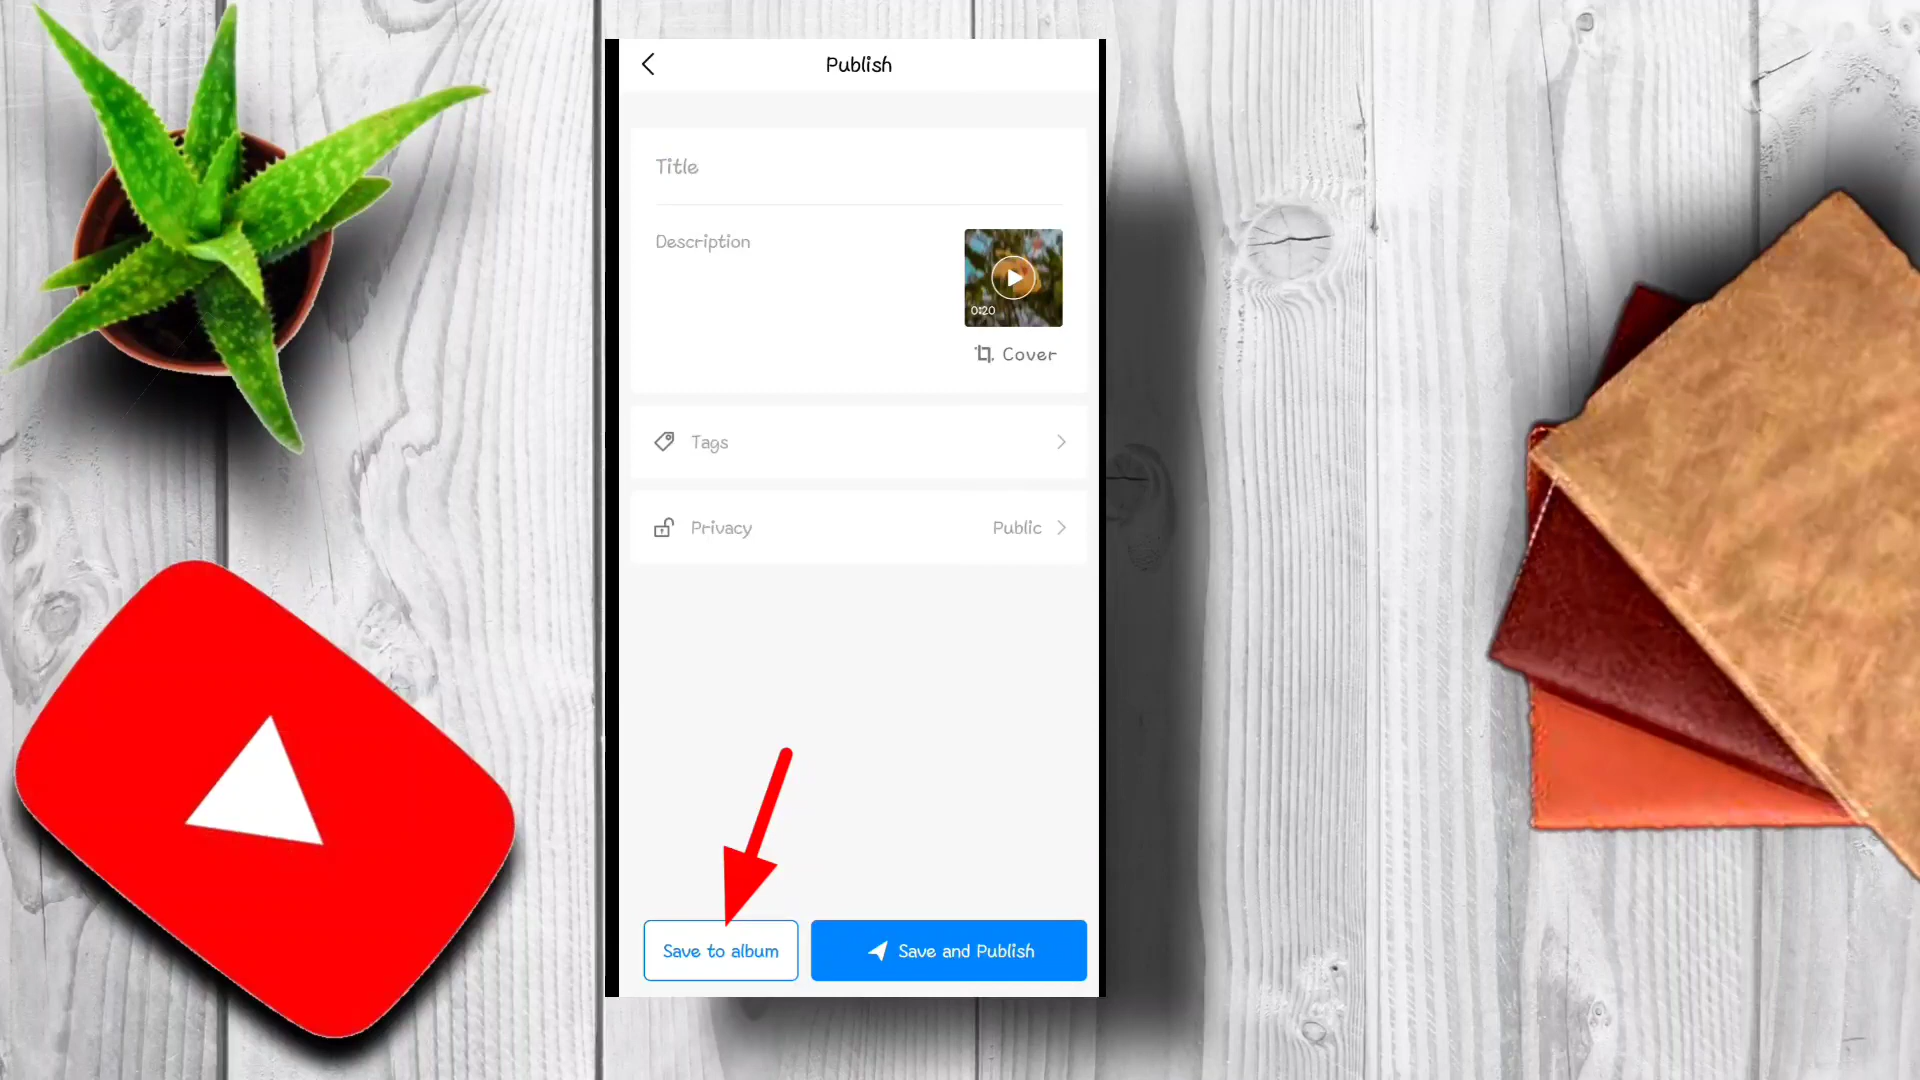 Publish
Title
Description
0:20
Cover
Tags
Privacy
Public
Save to album
Save and Publish